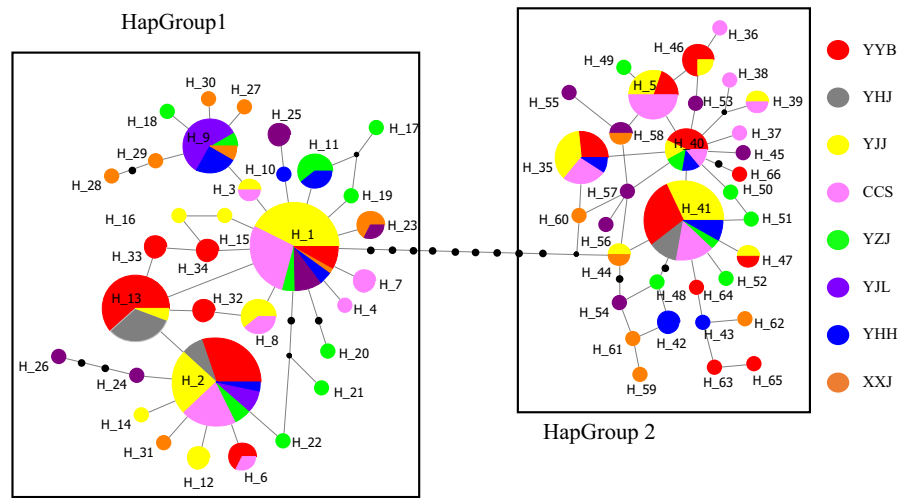 HapGroup1
H_30
H_27
H_18
H_25
H_9
H_11
H_17
H_29
H_28
H_10
H_3
H_19
H_16
H_23
H_15
H_1
H_33
H_34
H_7
H_13
H_32
H_4
H_8
H_20
H_26
H_24
H_2
H_21
H_14
H_22
H_31
H_12
H_6
H_36
H_46
H_49
H_5
H_38
H_55
H_53
H_39
H_58
H_37
H_40
H_35
H_45
H_66
H_57
H_50
H_41
H_60
H_51
H_56
H_44
H_47
H_52
H_48
H_64
H_54
H_43
H_62
H_61
H_42
H_59
H_63
H_65
HapGroup 2
YYB
YHJ
YJJ
CCS
YZJ
YJL
YHH
XXJ